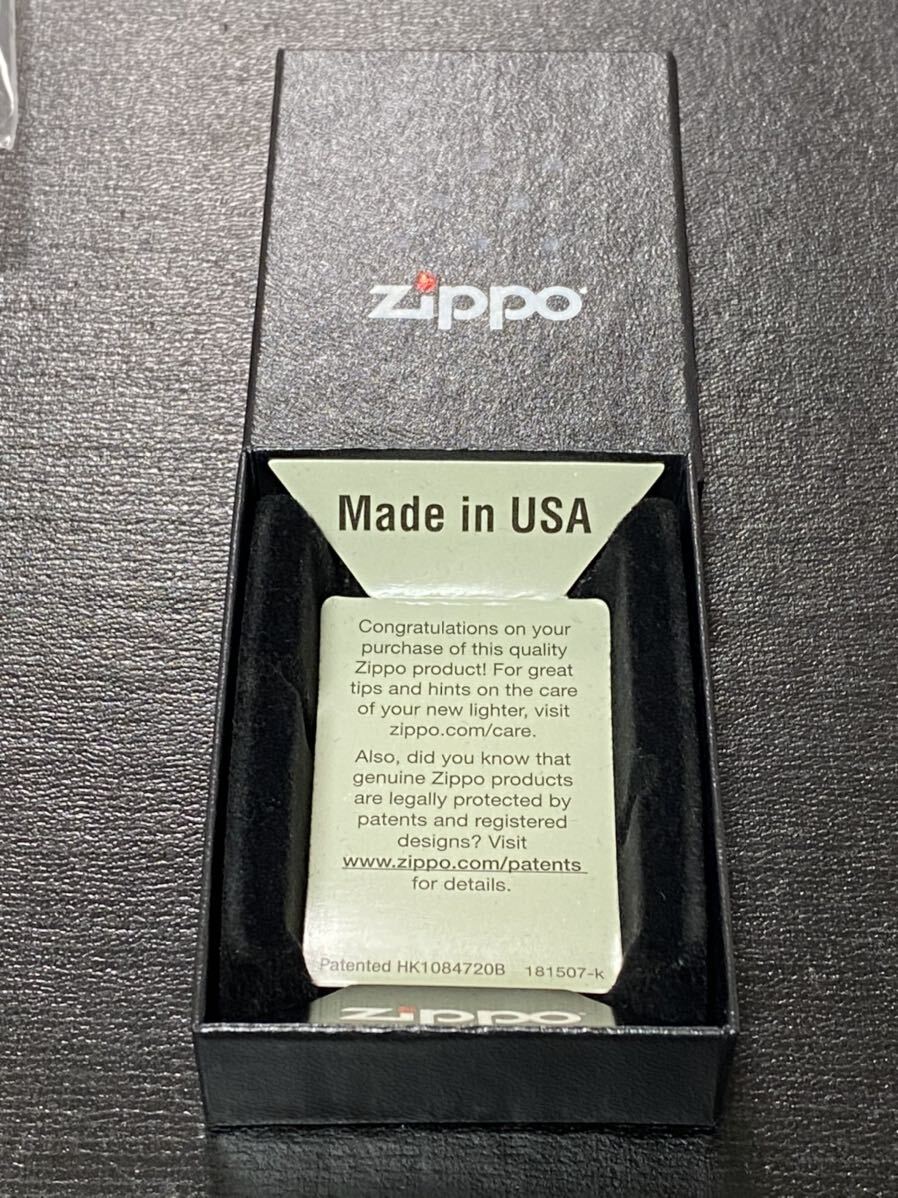 zippo
Made in USA
Congratulations on your
purchase of this quality
Zippo product! For great
tips and hints on the care
of your new lighter, visit
zippo.com/care.
Also, did you know that
genuine Zippo products
are legally protected by
patents and registered
designs? Visit
www.zippo.com/patents
for details.
Patented HK1084720B 181507-k
zippo